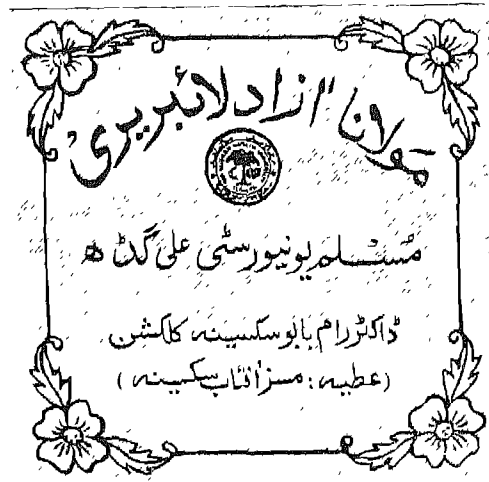 مولانا آزاد لائبریری
مسلم یونیورسٹی علی گڈھ
ڈاکٹر رام بابو سکسینہ کلکشن
(عطیہ: مسز آفتاب سکسینہ)